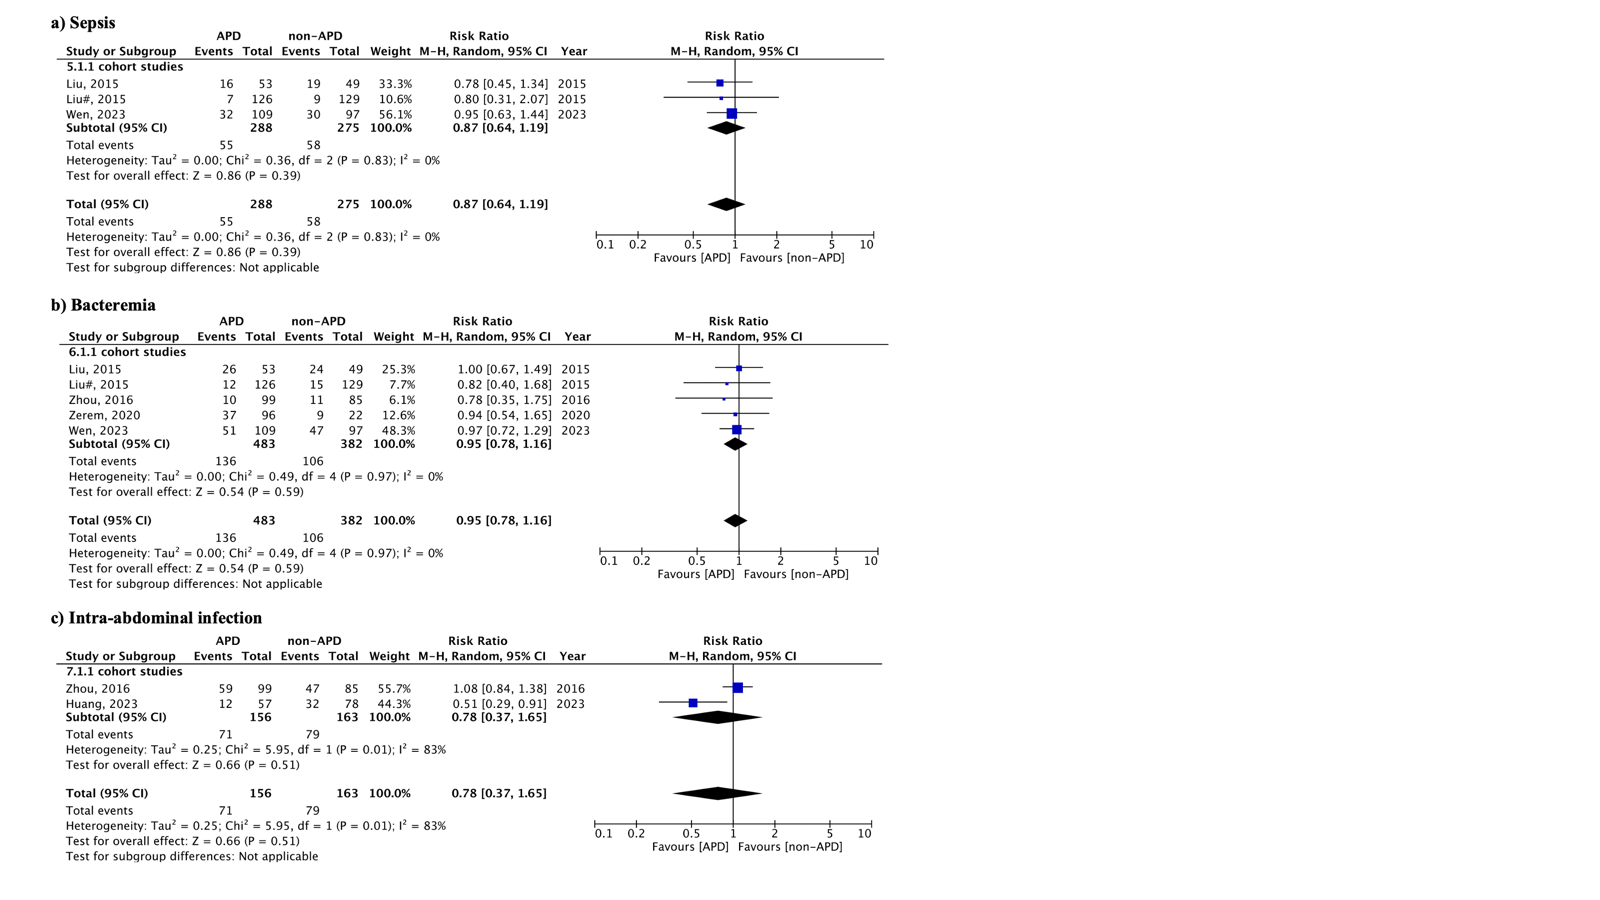 a) Sepsis
APD non-APD Risk Ratio Risk Ratio
Study or Subgroup Events Total Events Total Weight M-H, Random, 95% CI Year M-H, Random, 95% CI
5.1.1 cohort studies
Liu, 2015 16 53 19 49 33.3% 0.78 [0.45, 1.34] 2015
Liu#, 2015 7 126 9 129 10.6% 0.80 [0.31, 2.07] 2015
Wen, 2023 32 109 30 97 56.1% 0.95 [0.63, 1.44] 2023
Subtotal (95% CI) 288 275 100.0% 0.87 [0.64, 1.19]
Total events 55 58
Heterogeneity: Tau² = 0.00; Chi² = 0.36, df = 2 (P = 0.83); I² = 0%
Test for overall effect: Z = 0.86 (P = 0.39)
Total (95% CI) 288 275 100.0% 0.87 [0.64, 1.19]
Total events 55 58
Heterogeneity: Tau² = 0.00; Chi² = 0.36, df = 2 (P = 0.83); I² = 0%
0.1 0.2 0.5 1 2 5 10
Test for overall effect: Z = 0.86 (P = 0.39)
Favours [APD] Favours [non-APD]
Test for subgroup differences: Not applicable
b) Bacteremia
APD non-APD Risk Ratio Risk Ratio
Study or Subgroup Events Total Events Total Weight M-H, Random, 95% CI Year M-H, Random, 95% CI
6.1.1 cohort studies
Liu, 2015 26 53 24 49 25.3% 1.00 [0.67, 1.49] 2015
Liu#, 2015 12 126 15 129 7.7% 0.82 [0.40, 1.68] 2015
Zhou, 2016 10 99 11 85 6.1% 0.78 [0.35, 1.75] 2016
Zerem, 2020 37 96 9 22 12.6% 0.94 [0.54, 1.65] 2020
Wen, 2023 51 109 47 97 48.3% 0.97 [0.72, 1.29] 2023
Subtotal (95% CI) 483 382 100.0% 0.95 [0.78, 1.16]
Total events 136 106
Heterogeneity: Tau² = 0.00; Chi² = 0.49, df = 4 (P = 0.97); I² = 0%
Test for overall effect: Z = 0.54 (P = 0.59)
Total (95% CI) 483 382 100.0% 0.95 [0.78, 1.16]
Total events 136 106
Heterogeneity: Tau² = 0.00; Chi² = 0.49, df = 4 (P = 0.97); I² = 0%
0.1 0.2 0.5 1 2 5 10
Test for overall effect: Z = 0.54 (P = 0.59)
Favours [APD] Favours [non-APD]
Test for subgroup differences: Not applicable
c) Intra-abdominal infection
APD non-APD Risk Ratio Risk Ratio
Study or Subgroup Events Total Events Total Weight M-H, Random, 95% CI Year M-H, Random, 95% CI
7.1.1 cohort studies
Zhou, 2016 59 99 47 85 55.7% 1.08 [0.84, 1.38] 2016
Huang, 2023 12 57 32 78 44.3% 0.51 [0.29, 0.91] 2023
Subtotal (95% CI) 156 163 100.0% 0.78 [0.37, 1.65]
Total events 71 79
Heterogeneity: Tau² = 0.25; Chi² = 5.95, df = 1 (P = 0.01); I² = 83%
Test for overall effect: Z = 0.66 (P = 0.51)
Total (95% CI) 156 163 100.0% 0.78 [0.37, 1.65]
Total events 71 79
Heterogeneity: Tau² = 0.25; Chi² = 5.95, df = 1 (P = 0.01); I² = 83%
0.1 0.2 0.5 1 2 5 10
Test for overall effect: Z = 0.66 (P = 0.51)
Favours [APD] Favours [non-APD]
Test for subgroup differences: Not applicable